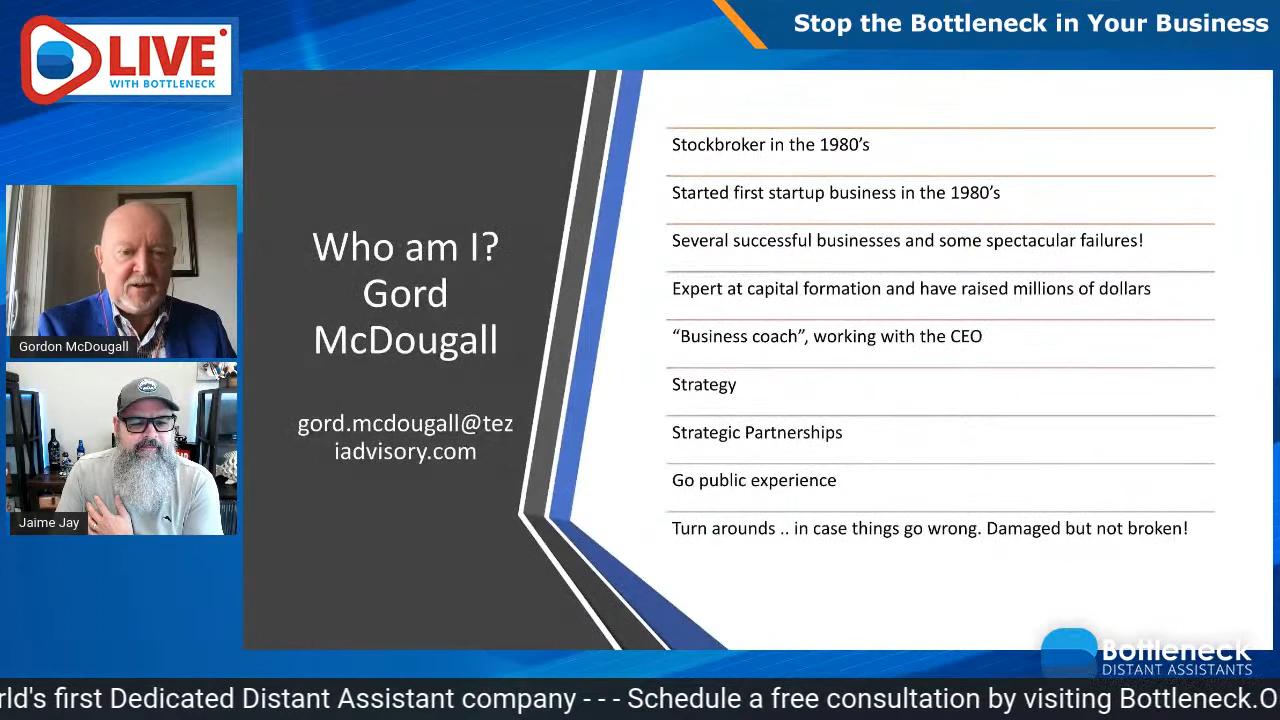 Stop the Bottleneck in Your Business
LIVE
WITH BOTTLENECK
Gordon McDougall
Jaime Jay
Who am I?
Gord
McDougall
gord.mcdougall@tez
iadvisory.com
Stockbroker in the 1980’s
Started first startup business in the 1980’s
Several successful businesses and some spectacular failures!
Expert at capital formation and have raised millions of dollars
“Business coach”, working with the CEO
Strategy
Strategic Partnerships
Go public experience
Turn arounds .. in case things go wrong. Damaged but not broken!
Bottleneck
DISTANT ASSISTANTS
rld's first Dedicated Distant Assistant company - - - Schedule a free consultation by visiting Bottleneck.O